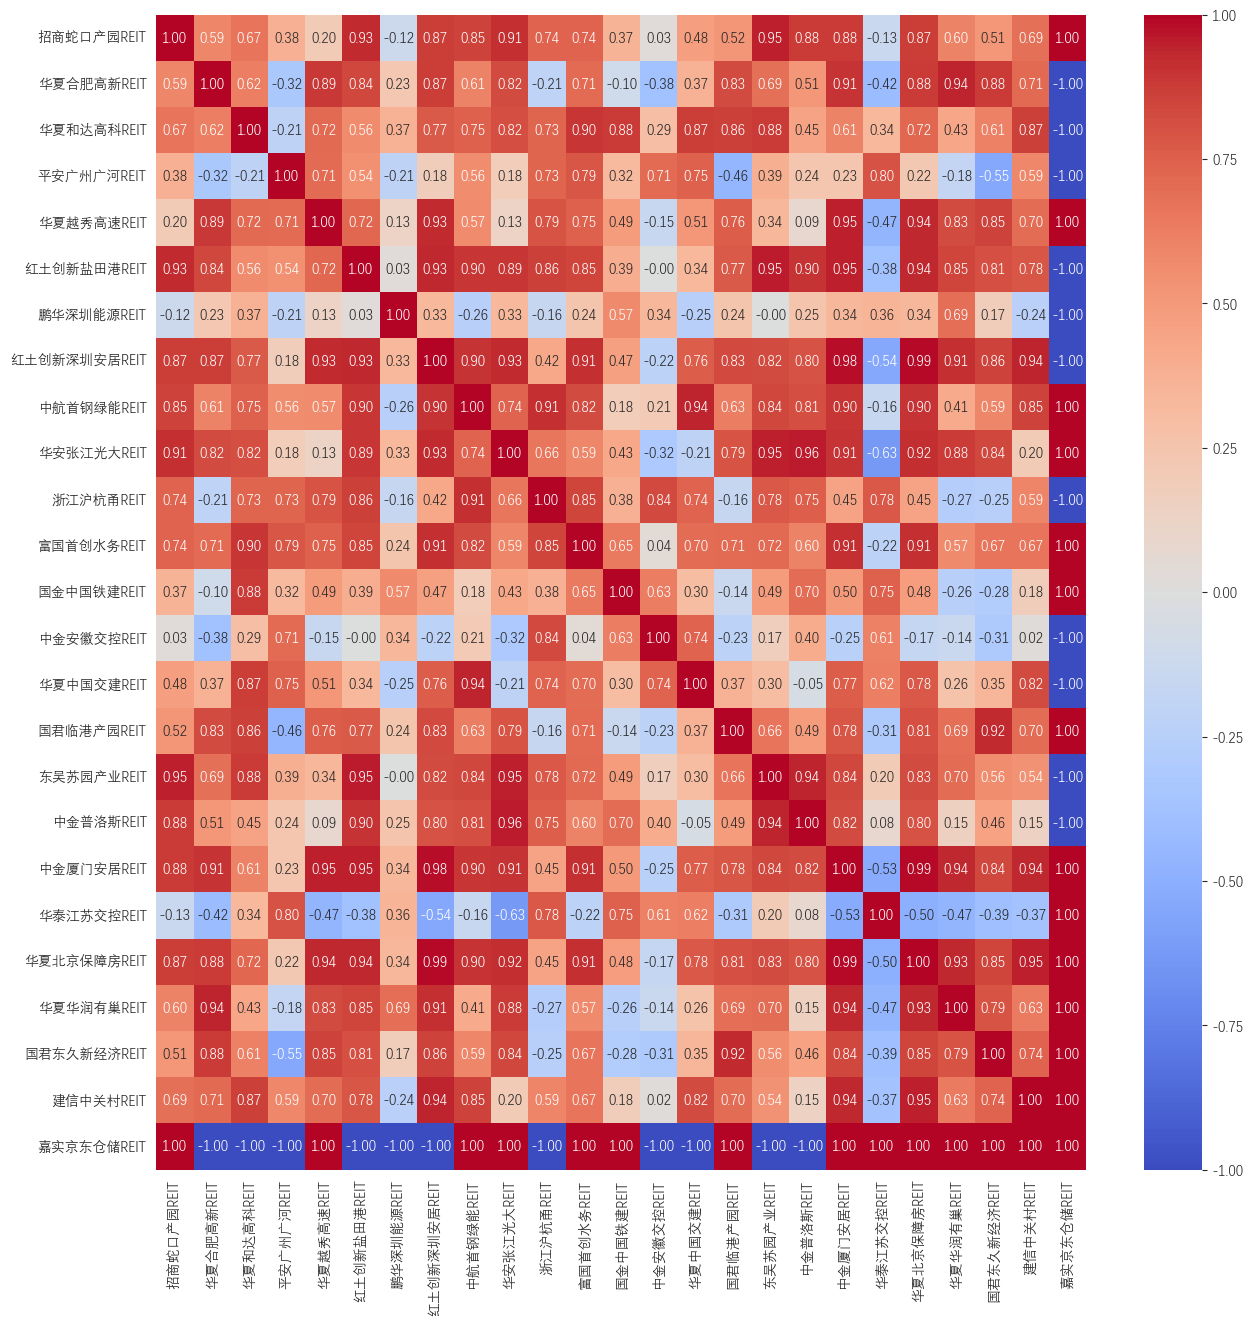 招商蛇口产园REIT 1.00 0.59 0.67 0.38 0.20 0.93 -0.12 0.87 0.85 0.91 0.74 0.74 0.37 0.03 0.48 0.52 0.95 0.88 0.88 -0.13 0.87 0.60 0.51 0.69 1.00
华夏合肥高新REIT 0.59 1.00 0.62 -0.32 0.89 0.84 0.23 0.87 0.61 0.82 -0.21 0.71 -0.10 -0.38 0.37 0.83 0.69 0.51 0.91 -0.42 0.88 0.94 0.88 0.71 -1.00
华夏和达高科REIT 0.67 0.62 1.00 -0.21 0.72 0.56 0.37 0.77 0.75 0.82 0.73 0.90 0.88 0.29 0.87 0.86 0.88 0.45 0.61 0.34 0.72 0.43 0.61 0.87 -1.00
平安广州广河REIT 0.38 -0.32 -0.21 1.00 0.71 0.54 -0.21 0.18 0.56 0.18 0.73 0.79 0.32 0.71 0.75 -0.46 0.39 0.24 0.23 0.80 0.22 -0.18 -0.55 0.59 -1.00
华夏越秀高速REIT 0.20 0.89 0.72 0.71 1.00 0.72 0.13 0.93 0.57 0.13 0.79 0.75 0.49 -0.15 0.51 0.76 0.34 0.09 0.95 -0.47 0.94 0.83 0.85 0.70 1.00
红土创新盐田港REIT 0.93 0.84 0.56 0.54 0.72 1.00 0.03 0.93 0.90 0.89 0.86 0.85 0.39 -0.00 0.34 0.77 0.95 0.90 0.95 -0.38 0.94 0.85 0.81 0.78 -1.00
鹏华深圳能源REIT -0.12 0.23 0.37 -0.21 0.13 0.03 1.00 0.33 -0.26 0.33 -0.16 0.24 0.57 0.34 -0.25 0.24 -0.00 0.25 0.34 0.36 0.34 0.69 0.17 -0.24 -1.00
红土创新深圳安居REIT 0.87 0.87 0.77 0.18 0.93 0.93 0.33 1.00 0.90 0.93 0.42 0.91 0.47 -0.22 0.76 0.83 0.82 0.80 0.98 -0.54 0.99 0.91 0.86 0.94 -1.00
中航首钢绿能REIT 0.85 0.61 0.75 0.56 0.57 0.90 -0.26 0.90 1.00 0.74 0.91 0.82 0.18 0.21 0.94 0.63 0.84 0.81 0.90 -0.16 0.90 0.41 0.59 0.85 1.00
华安张江光大REIT 0.91 0.82 0.82 0.18 0.13 0.89 0.33 0.93 0.74 1.00 0.66 0.59 0.43 -0.32 -0.21 0.79 0.95 0.96 0.91 -0.63 0.92 0.88 0.84 0.20 1.00
浙江沪杭甬REIT 0.74 -0.21 0.73 0.73 0.79 0.86 -0.16 0.42 0.91 0.66 1.00 0.85 0.38 0.84 0.74 -0.16 0.78 0.75 0.45 0.78 0.45 -0.27 -0.25 0.59 -1.00
富国首创水务REIT 0.74 0.71 0.90 0.79 0.75 0.85 0.24 0.91 0.82 0.59 0.85 1.00 0.65 0.04 0.70 0.71 0.72 0.60 0.91 -0.22 0.91 0.57 0.67 0.67 1.00
国金中国铁建REIT 0.37 -0.10 0.88 0.32 0.49 0.39 0.57 0.47 0.18 0.43 0.38 0.65 1.00 0.63 0.30 -0.14 0.49 0.70 0.50 0.75 0.48 -0.26 -0.28 0.18 1.00
中金安徽交控REIT 0.03 -0.38 0.29 0.71 -0.15 -0.00 0.34 -0.22 0.21 -0.32 0.84 0.04 0.63 1.00 0.74 -0.23 0.17 0.40 -0.25 0.61 -0.17 -0.14 -0.31 0.02 -1.00
华夏中国交建REIT 0.48 0.37 0.87 0.75 0.51 0.34 -0.25 0.76 0.94 -0.21 0.74 0.70 0.30 0.74 1.00 0.37 0.30 -0.05 0.77 0.62 0.78 0.26 0.35 0.82 -1.00
国君临港产园REIT 0.52 0.83 0.86 -0.46 0.76 0.77 0.24 0.83 0.63 0.79 -0.16 0.71 -0.14 -0.23 0.37 1.00 0.66 0.49 0.78 -0.31 0.81 0.69 0.92 0.70 1.00
东吴苏园产业REIT 0.95 0.69 0.88 0.39 0.34 0.95 -0.00 0.82 0.84 0.95 0.78 0.72 0.49 0.17 0.30 0.66 1.00 0.94 0.84 0.20 0.83 0.70 0.56 0.54 -1.00
中金普洛斯REIT 0.88 0.51 0.45 0.24 0.09 0.90 0.25 0.80 0.81 0.96 0.75 0.60 0.70 0.40 -0.05 0.49 0.94 1.00 0.82 0.08 0.80 0.15 0.46 0.15 -1.00
中金厦门安居REIT 0.88 0.91 0.61 0.23 0.95 0.95 0.34 0.98 0.90 0.91 0.45 0.91 0.50 -0.25 0.77 0.78 0.84 0.82 1.00 -0.53 0.99 0.94 0.84 0.94 1.00
华泰江苏交控REIT -0.13 -0.42 0.34 0.80 -0.47 -0.38 0.36 -0.54 -0.16 -0.63 0.78 -0.22 0.75 0.61 0.62 -0.31 0.20 0.08 -0.53 1.00 -0.50 -0.47 -0.39 -0.37 1.00
华夏北京保障房REIT 0.87 0.88 0.72 0.22 0.94 0.94 0.34 0.99 0.90 0.92 0.45 0.91 0.48 -0.17 0.78 0.81 0.83 0.80 0.99 -0.50 1.00 0.93 0.85 0.95 1.00
华夏华润有巢REIT 0.60 0.94 0.43 -0.18 0.83 0.85 0.69 0.91 0.41 0.88 -0.27 0.57 -0.26 -0.14 0.26 0.69 0.70 0.15 0.94 -0.47 0.93 1.00 0.79 0.63 1.00
国君东久新经济REIT 0.51 0.88 0.61 -0.55 0.85 0.81 0.17 0.86 0.59 0.84 -0.25 0.67 -0.28 -0.31 0.35 0.92 0.56 0.46 0.84 -0.39 0.85 0.79 1.00 0.74 1.00
建信中关村REIT 0.69 0.71 0.87 0.59 0.70 0.78 -0.24 0.94 0.85 0.20 0.59 0.67 0.18 0.02 0.82 0.70 0.54 0.15 0.94 -0.37 0.95 0.63 0.74 1.00 1.00
嘉实京东仓储REIT 1.00 -1.00 -1.00 -1.00 1.00 -1.00 -1.00 -1.00 1.00 1.00 -1.00 1.00 1.00 -1.00 -1.00 1.00 -1.00 -1.00 1.00 1.00 1.00 1.00 1.00 1.00 1.00
招商蛇口产园REIT
华夏合肥高新REIT
华夏和达高科REIT
平安广州广河REIT
华夏越秀高速REIT
红土创新盐田港REIT
鹏华深圳能源REIT
红土创新深圳安居REIT
中航首钢绿能REIT
华安张江光大REIT
浙江沪杭甬REIT
富国首创水务REIT
国金中国铁建REIT
中金安徽交控REIT
华夏中国交建REIT
国君临港产园REIT
东吴苏园产业REIT
中金普洛斯REIT
中金厦门安居REIT
华泰江苏交控REIT
华夏北京保障房REIT
华夏华润有巢REIT
国君东久新经济REIT
建信中关村REIT
嘉实京东仓储REIT
1.00
0.75
0.50
0.25
0.00
-0.25
-0.50
-0.75
-1.00